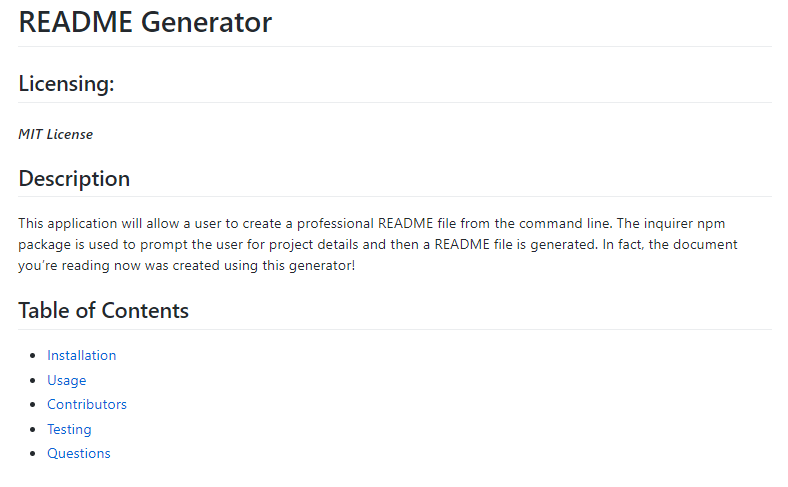 README Generator
Licensing:
MIT License
Description
This application will allow a user to create a professional README file from the command line. The inquirer npm
package is used to prompt the user for project details and then a README file is generated. In fact, the document
you're reading now was created using this generator!
Table of Contents
Installation
Usage
Contributors
Testing
Questions